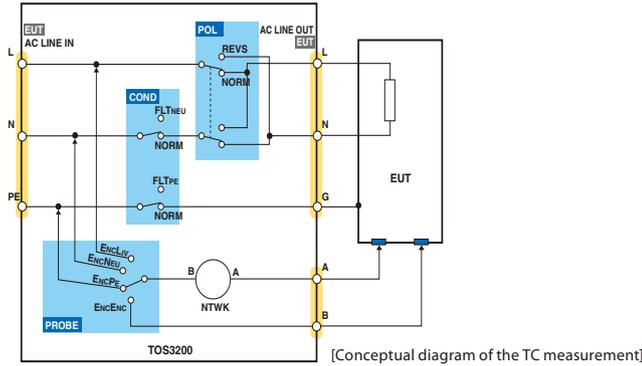 EUT
AC LINE IN
POL
AC LINE OUT
EUT
L
REVS
L
NORM
COND
FLTNEU
N
NORM
N
FLTPE
PE
NORM
G
EUT
ENCLIV
ENCNEU
ENCPE
B
A
A
ENCENC
NTWK
B
PROBE
TOS3200
[Conceptual diagram of the TC measurement]